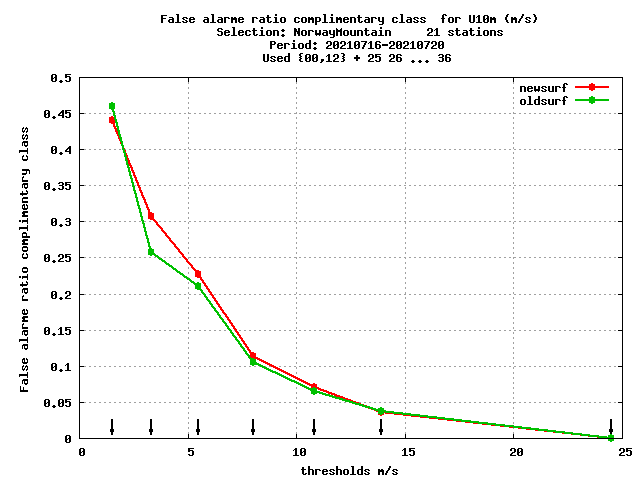 False alarme ratio complimentary class  for U10m (m/s)
Selection: NorwayMountain     21 stations
Period: 20210716-20210720
Used {00,12} + 25 26 ... 36
newsurf
oldsurf
False alarme ratio complimentary class
0.5
0.45
0.4
0.35
0.3
0.25
0.2
0.15
0.1
0.05
0
0 5 10 15 20 25
thresholds m/s